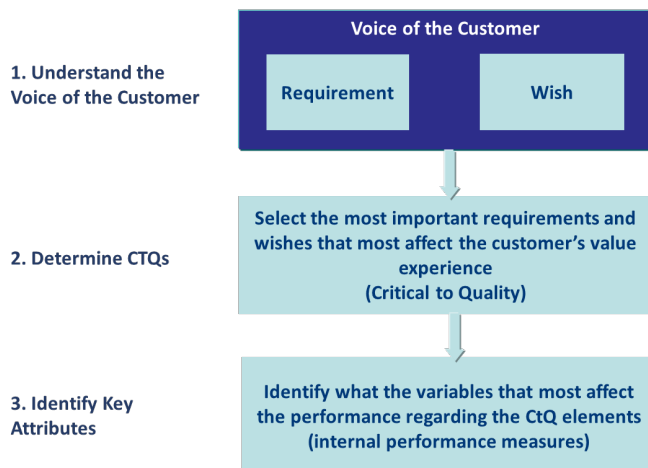 Voice of the Customer
1. Understand the
Voice of the Customer
Requirement
Wish
2. Determine CTQs
Select the most important requirements and
wishes that most affect the customer's value
experience
(Critical to Quality)
3. Identify Key
Attributes
Identify what the variables that most affect
the performance regarding the CtQ elements
(internal performance measures)